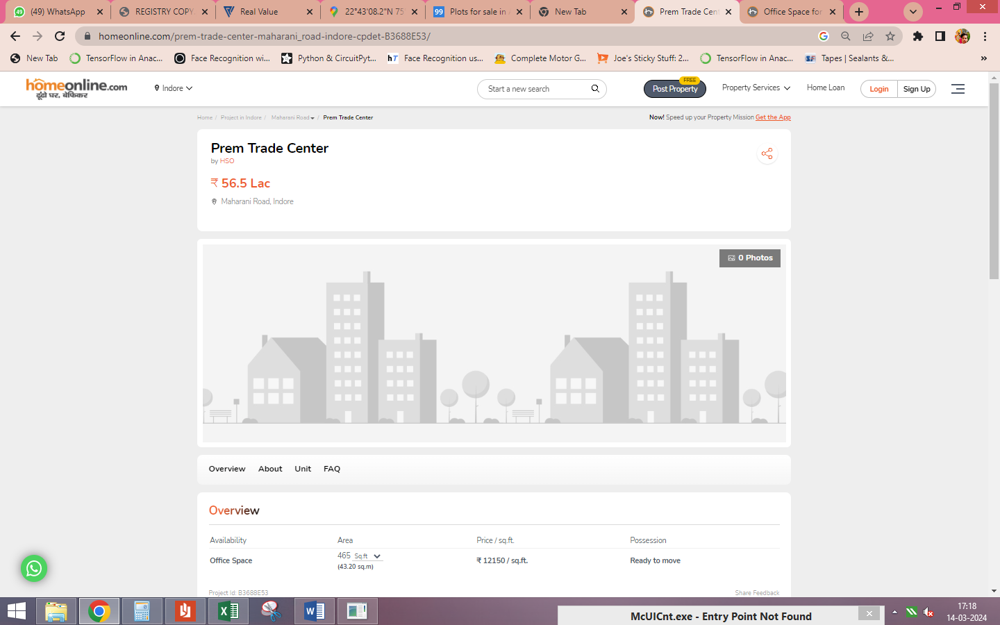 (49) WhatsApp
REGISTRY COPY
Real Value
22°43'08.2"N 75
99 Plots for sale in
New Tab
Prem Trade Cent
Office Space for
homeonline.com/prem-trade-center-maharani_road-indore-cpdet-B3688E53/
New Tab
TensorFlow in Anac...
Face Recognition wi...
Python & CircuitPyt...
hT Face Recognition us...
Complete Motor G...
Joe's Sticky Stuff: 2...
TensorFlow in Anac...
Tapes | Sealants &...
»
homeonline.com
ढूंढो घर, बेफिकर
Indore
Start a new search
FREE
Post Property
Property Services
Home Loan
Login
Sign Up
Home / Project in Indore / Maharani Road / Prem Trade Center
Now! Speed up your Property Mission Get the App
Prem Trade Center
by HSO
₹ 56.5 Lac
Maharani Road, Indore
0 Photos
Overview About Unit FAQ
Overview
Availability Area Price / sq.ft. Possession
Office Space 465 Sq.ft ₹ 12150 / sq.ft. Ready to move
(43.20 sq.m)
Project Id: B3688E53 Share Feedback
McUICnt.exe - Entry Point Not Found
17:18
14-03-2024